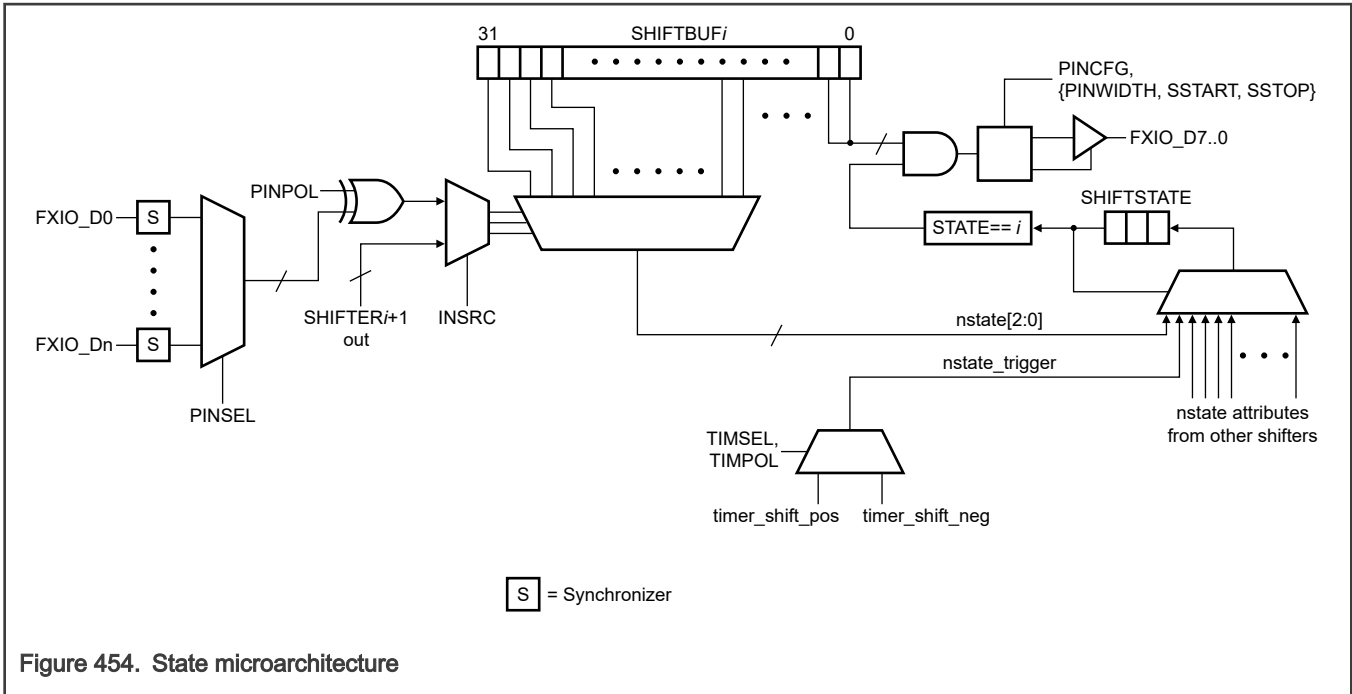 31 SHIFTBUFi 0
PINCFG,
{PINWIDTH, SSTART, SSTOP}
FXIO_D7..0
PINPOL
SHIFTSTATE
FXIO_D0
S
STATE== i
SHIFTERi+1
out
INSRC
nstate[2:0]
FXIO_Dn
S
nstate_trigger
PINSEL
nstate attributes
from other shifters
TIMSEL,
TIMPOL
timer_shift_pos
timer_shift_neg
S = Synchronizer
Figure 454. State microarchitecture